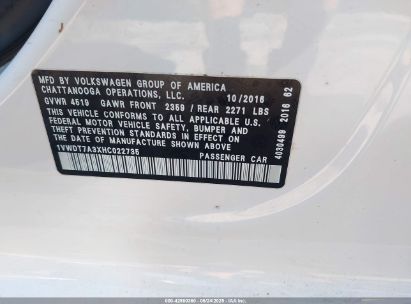 MFD BY VOLKSWAGEN GROUP OF AMERICA
CHATTANOOGA OPERATIONS, LLC. 10/2016
GVWR 4519 GAWR FRONT 2359 / REAR 2271 LBS
THIS VEHICLE CONFORMS TO ALL APPLICABLE U.S.
FEDERAL MOTOR VEHICLE SAFETY, BUMPER AND
THEFT PREVENTION STANDARDS IN EFFECT ON
THE DATE OF MANUFACTURE SHOWN ABOVE
1VWDT7A3XHC022735 PASSENGER CAR
4030499 2016 62